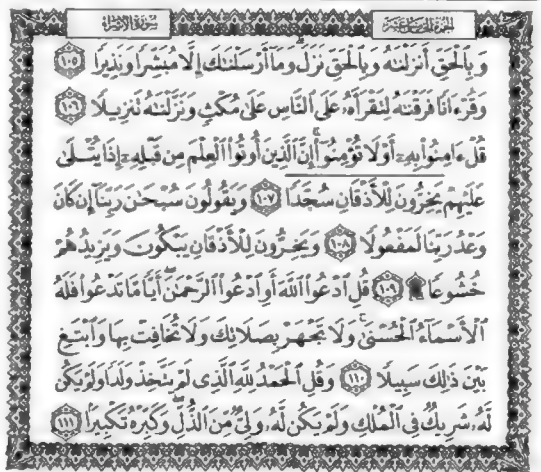 الجزء الخامس عشر
سورة الإسراء
وَبِٱلْحَقِّ أَنزَلْنَٰهُ وَبِٱلْحَقِّ نَزَلَ ۗ وَمَآ أَرْسَلْنَٰكَ إِلَّا مُبَشِّرًا وَنَذِيرًا ١٠٥
وَقُرْءَانًا فَرَقْنَٰهُ لِتَقْرَأَهُۥ عَلَى ٱلنَّاسِ عَلَىٰ مُكْثٍ وَنَزَّلْنَٰهُ تَنزِيلًا ١٠٦
قُلْ ءَامِنُوا۟ بِهِۦٓ أَوْ لَا تُؤْمِنُوٓا۟ ۚ إِنَّ ٱلَّذِينَ أُوتُوا۟ ٱلْعِلْمَ مِن قَبْلِهِۦٓ إِذَا يُتْلَىٰ
عَلَيْهِمْ يَخِرُّونَ لِلْأَذْقَانِ سُجَّدًا ١٠٧ وَيَقُولُونَ سُبْحَٰنَ رَبِّنَآ إِن كَانَ
وَعْدُ رَبِّنَا لَمَفْعُولًا ١٠٨ وَيَخِرُّونَ لِلْأَذْقَانِ يَبْكُونَ وَيَزِيدُهُمْ
خُشُوعًا ۩ ١٠٩ قُلِ ٱدْعُوا۟ ٱللَّهَ أَوِ ٱدْعُوا۟ ٱلرَّحْمَٰنَ ۖ أَيًّا مَّا تَدْعُوا۟ فَلَهُ
ٱلْأَسْمَآءُ ٱلْحُسْنَىٰ ۚ وَلَا تَجْهَرْ بِصَلَاتِكَ وَلَا تُخَافِتْ بِهَا وَٱبْتَغِ
بَيْنَ ذَٰلِكَ سَبِيلًا ١١٠ وَقُلِ ٱلْحَمْدُ لِلَّهِ ٱلَّذِى لَمْ يَتَّخِذْ وَلَدًا وَلَمْ يَكُن
لَّهُۥ شَرِيكٌ فِى ٱلْمُلْكِ وَلَمْ يَكُن لَّهُۥ وَلِىٌّ مِّنَ ٱلذُّلِّ ۖ وَكَبِّرْهُ تَكْبِيرًۢا ١١١